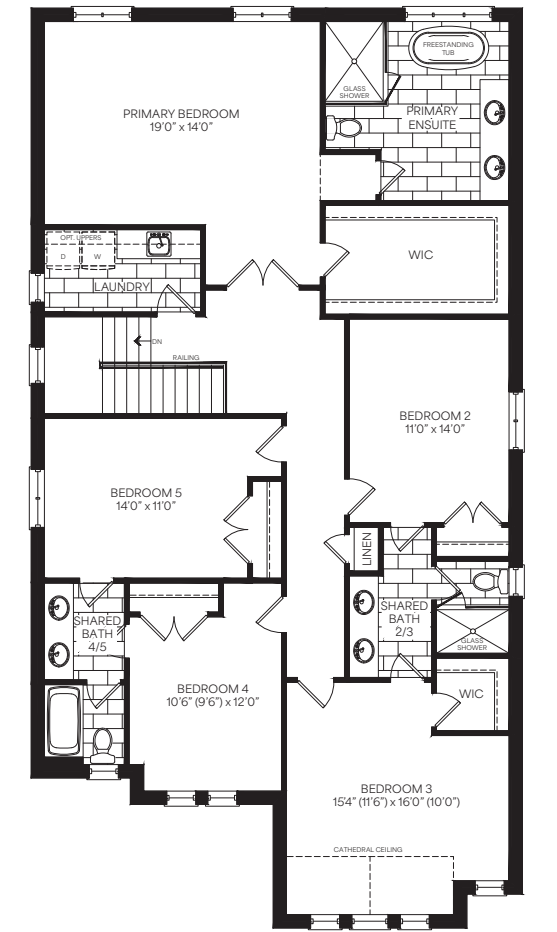 FREESTANDING
TUB
GLASS
SHOWER
PRIMARY BEDROOM
19'0" x 14'0"
PRIMARY
ENSUITE
OPT. UPPERS
D
W
LAUNDRY
WIC
DN
RAILING
BEDROOM 2
11'0" x 14'0"
BEDROOM 5
14'0" x 11'0"
LINEN
SHARED
BATH
4/5
SHARED
BATH
2/3
GLASS
SHOWER
BEDROOM 4
10'6" (9'6") x 12'0"
WIC
BEDROOM 3
15'4" (11'6") x 16'0" (10'0")
CATHEDRAL CEILING